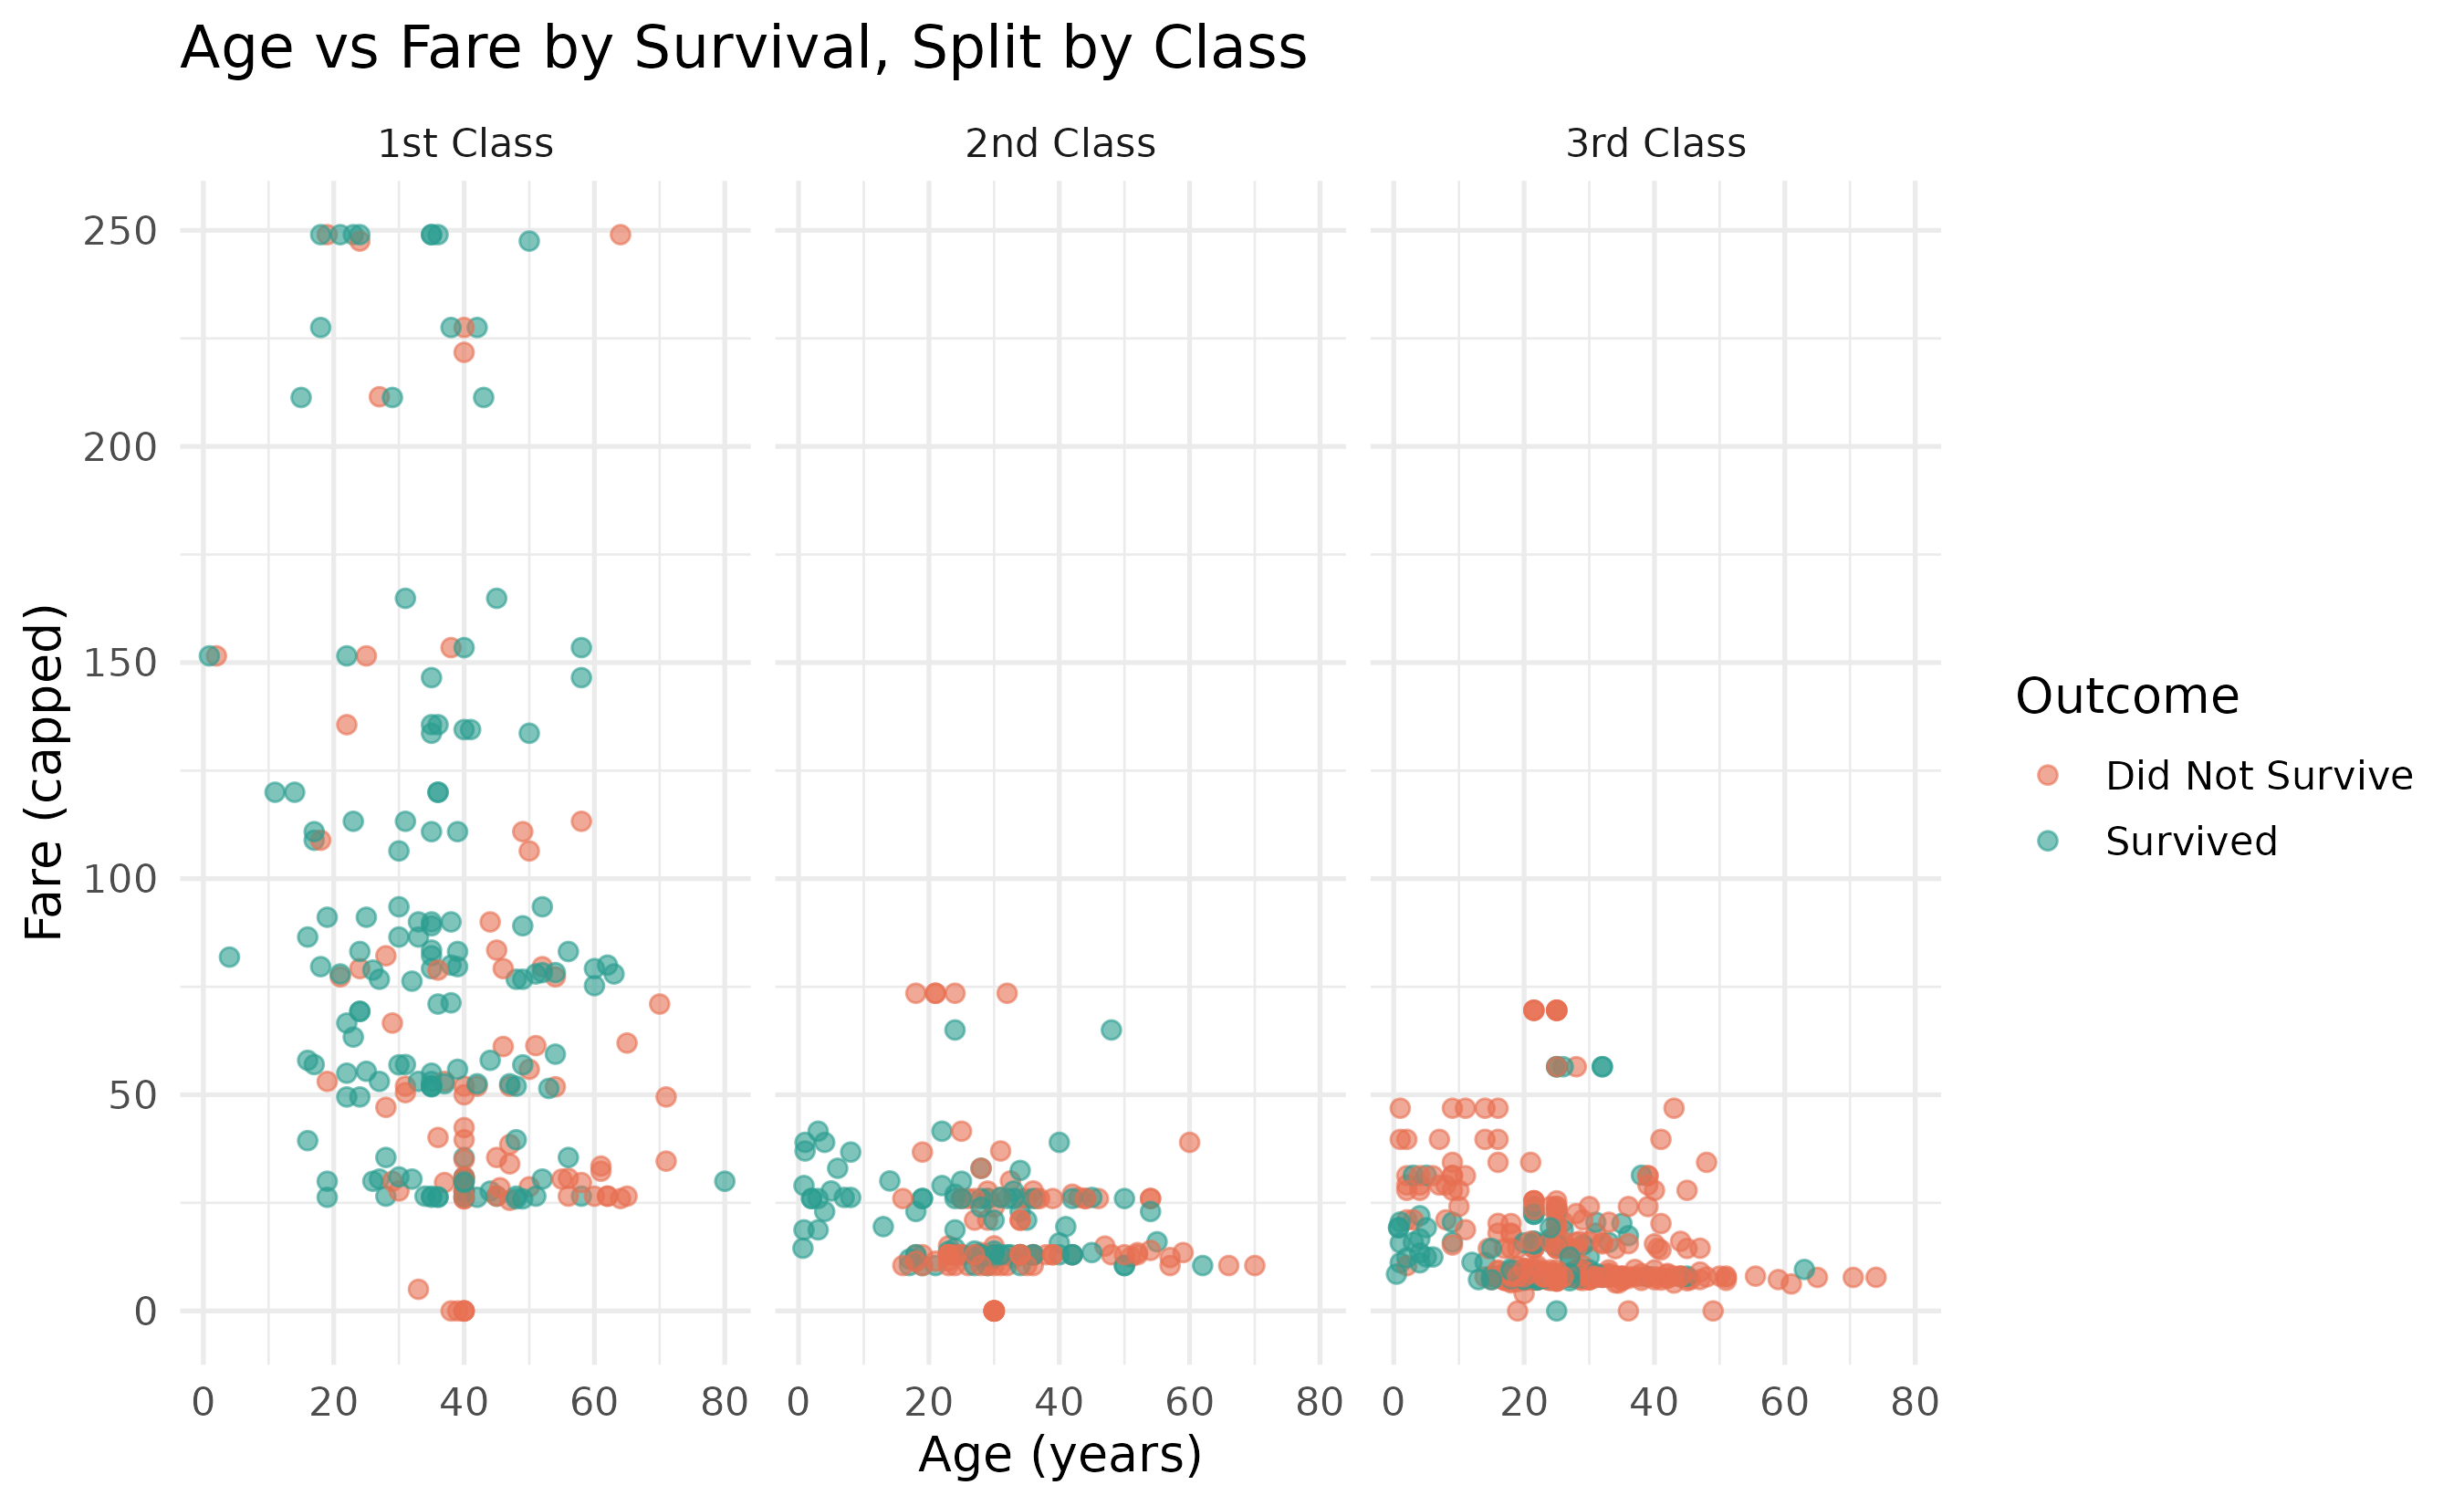 Age vs Fare by Survival, Split by Class
1st Class
2nd Class
3rd Class
250
200
150
100
50
0
Fare (capped)
0 20 40 60 80
0 20 40 60 80
0 20 40 60 80
Age (years)
Outcome
Did Not Survive
Survived